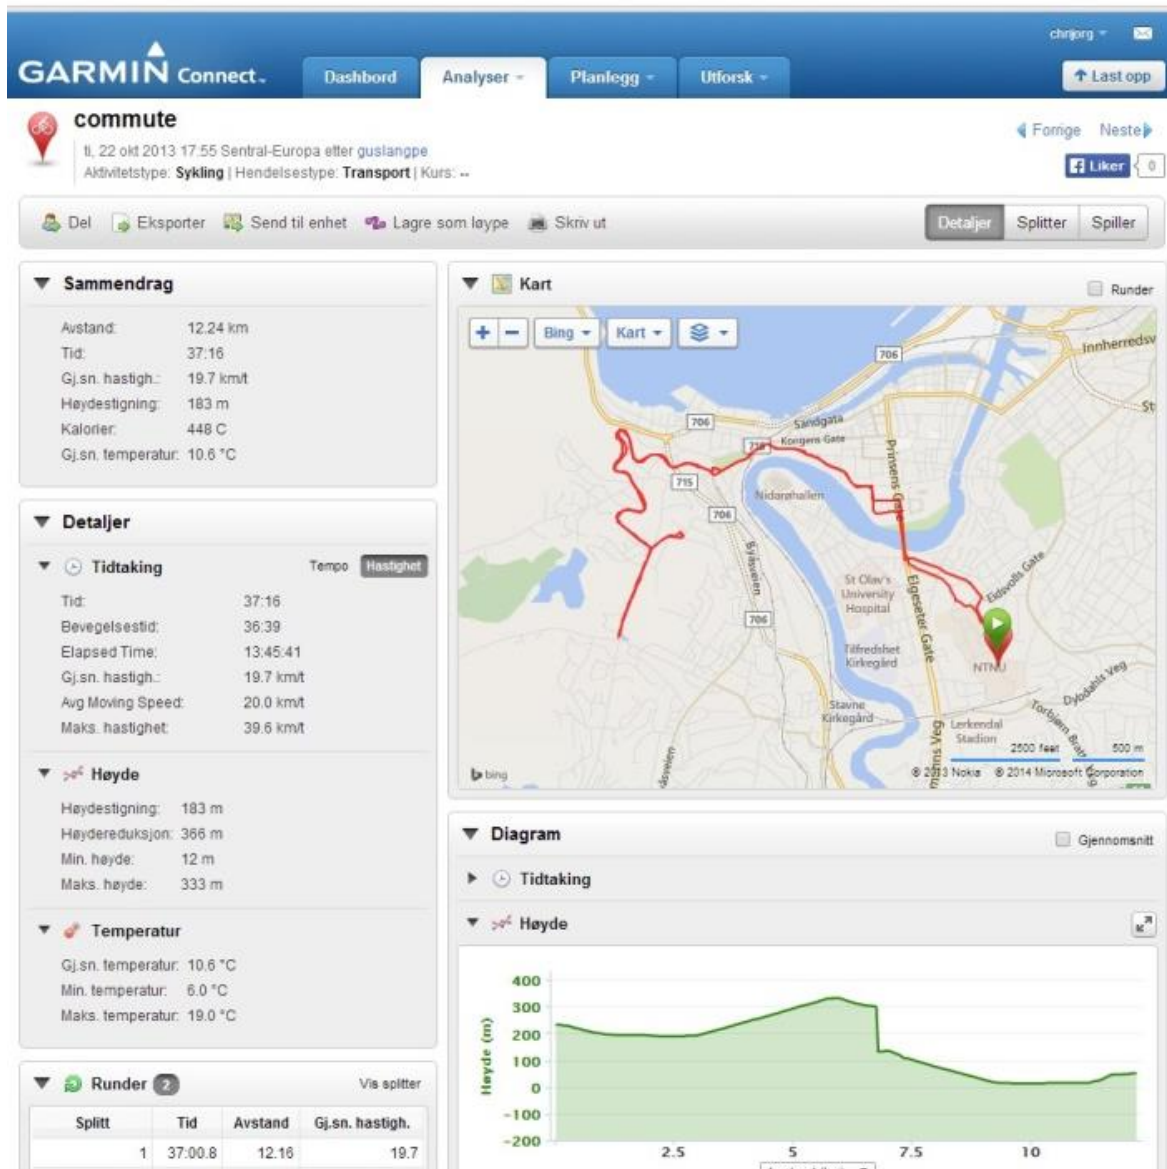 chrijorg
GARMIN Connect
Dashbord
Analyser
Planlegg
Utforsk
Last opp
commute
Forrige Neste
ti, 22 okt 2013 17:55 Sentral-Europa etter guslangpe
Aktivitetstype: Sykling | Hendelsestype: Transport | Kurs: --
Liker 0
Del Eksporter Send til enhet Lagre som løype Skriv ut
Detaljer Splitter Spiller
Sammendrag
Avstand: 12.24 km
Tid: 37:16
Gj.sn. hastigh.: 19.7 km/t
Høydestigning: 183 m
Kalorier: 448 C
Gj.sn. temperatur: 10.6 °C
Detaljer
Tidtaking Tempo Hastighet
Tid: 37:16
Bevegelsestid: 36:39
Elapsed Time: 13:45:41
Gj.sn. hastigh.: 19.7 km/t
Avg Moving Speed: 20.0 km/t
Maks. hastighet: 39.6 km/t
Høyde
Høydestigning: 183 m
Høydereduksjon: 366 m
Min. høyde: 12 m
Maks. høyde: 333 m
Temperatur
Gj.sn. temperatur: 10.6 °C
Min. temperatur: 6.0 °C
Maks. temperatur: 19.0 °C
Runder 2 Vis splitter
Splitt Tid Avstand Gj.sn. hastigh.
1 37:00.8 12.16 19.7
Kart Runder
+ − Bing Kart
706
Innherredsv
St
706
Sandgata
Kongens Gate
715
Prinsens Gate
Nidarøhallen
706
Byåsveien
St Olav's
University
Hospital
Elgeseter Gate
Eidsvolls Gate
706
Tilfredshet
Kirkegård
NTNU
Dybdahls Veg
Stavne
Kirkegård
Lerkendal
Stadion
2500 feet 500 m
bing
© 2013 Nokia © 2014 Microsoft Corporation
Diagram Gjennomsnitt
Tidtaking
Høyde
Høyde (m)
400
300
200
100
0
-100
-200
2.5 5 7.5 10